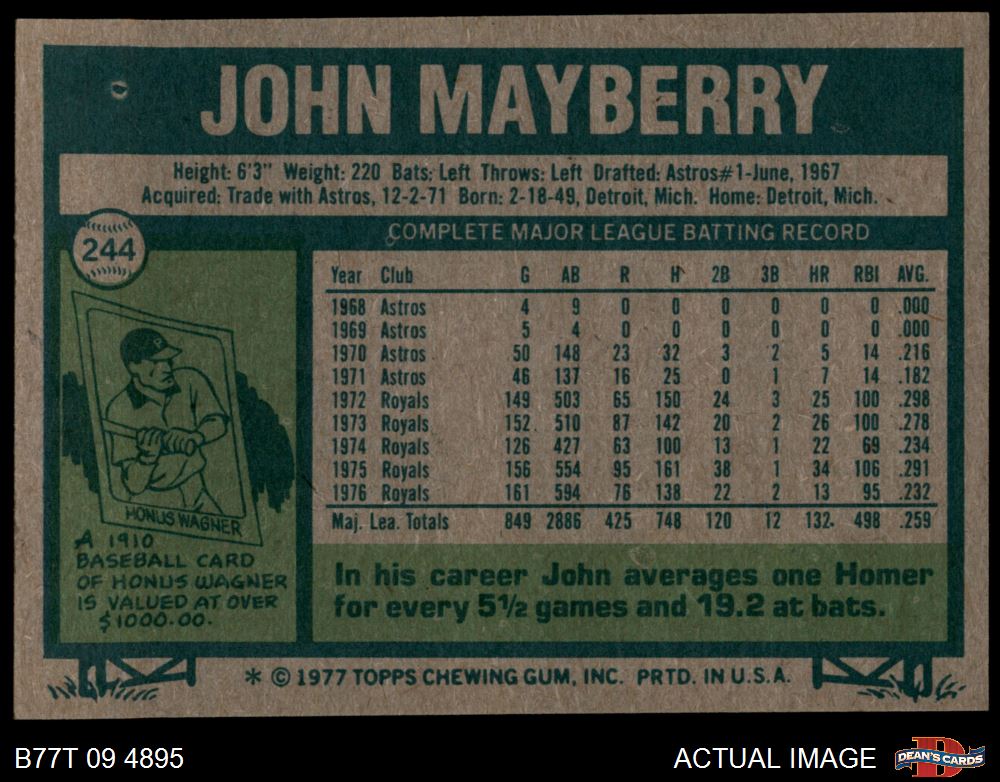 JOHN MAYBERRY
Height: 6'3" Weight: 220 Bats: Left Throws: Left Drafted: Astros#1-June, 1967
Acquired: Trade with Astros, 12-2-71 Born: 2-18-49, Detroit, Mich. Home: Detroit, Mich.
244
COMPLETE MAJOR LEAGUE BATTING RECORD
Year Club G AB R H 2B 3B HR RBI AVG.
1968 Astros 4 9 0 0 0 0 0 0 .000
1969 Astros 5 4 0 0 0 0 0 0 .000
1970 Astros 50 148 23 32 3 2 5 14 .216
1971 Astros 46 137 16 25 0 1 7 14 .182
1972 Royals 149 503 65 150 24 3 25 100 .298
1973 Royals 152 510 87 142 20 2 26 100 .278
1974 Royals 126 427 63 100 13 1 22 69 .234
1975 Royals 156 554 95 161 38 1 34 106 .291
1976 Royals 161 594 76 138 22 2 13 95 .232
Maj. Lea. Totals 849 2886 425 748 120 12 132 498 .259
P
HONUS WAGNER
A 1910
BASEBALL CARD
OF HONUS WAGNER
IS VALUED AT OVER
$1000.00.
In his career John averages one Homer
for every 5½ games and 19.2 at bats.
* © 1977 TOPPS CHEWING GUM, INC. PRTD. IN U.S.A.
B77T 09 4895
ACTUAL IMAGE
D
DEAN'S CARDS